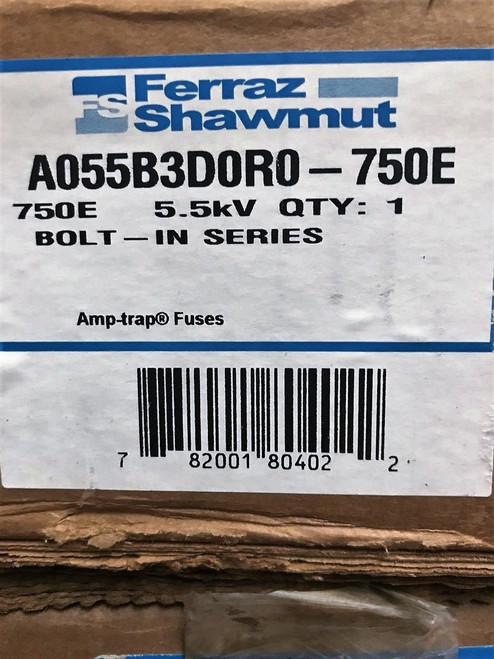 FS Ferraz
Shawmut
A055B3D0R0-750E
750E 5.5kV QTY: 1
BOLT-IN SERIES
Amp-trap® Fuses
7 82001 80402 2